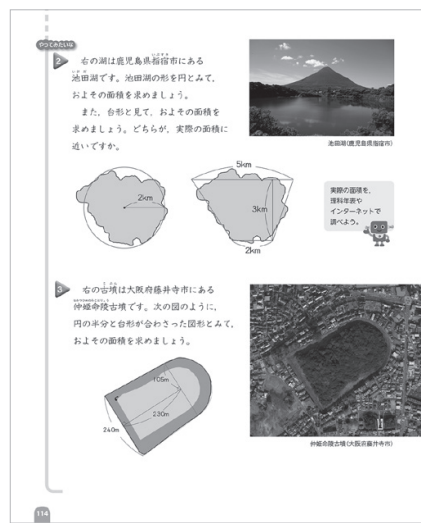 やってみたいな
2 右の湖は鹿児島県指宿市にある
池田湖です。池田湖の形を円とみて、
およその面積を求めましょう。
また、台形と見て、およその面積を
求めましょう。どちらが、実際の面積に
近いですか。
池田湖(鹿児島県指宿市)
2km
5km
3km
2km
実際の面積を、
理科年表や
インターネットで
調べよう。
3 右の古墳は大阪府藤井寺市にある
仲姫命陵古墳です。次の図のように、
円の半分と台形が合わさった図形とみて、
およその面積を求めましょう。
105m
230m
240m
仲姫命陵古墳(大阪府藤井寺市)
114